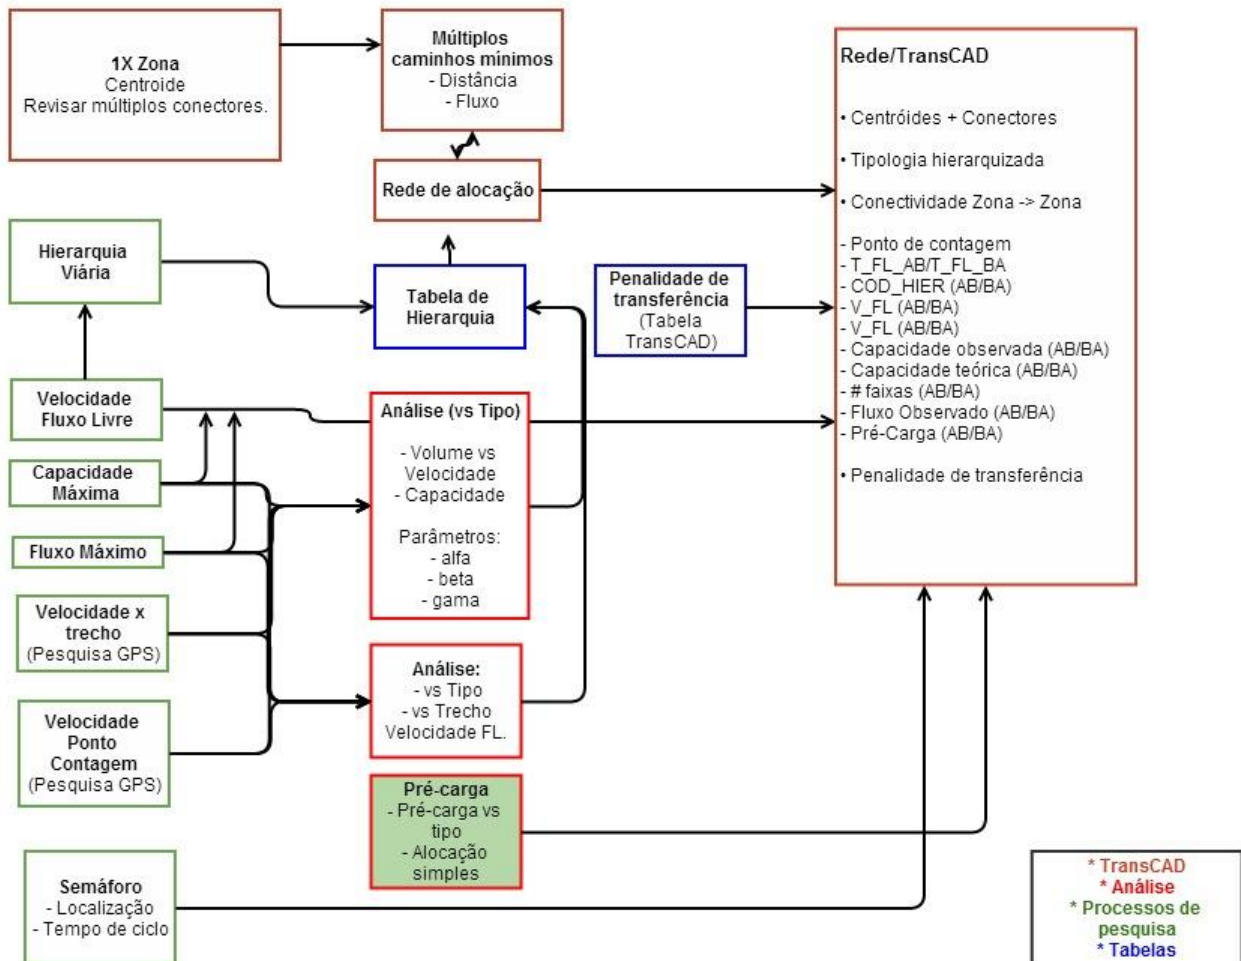 1X Zona
Centroide
Revisar múltiplos conectores.
Múltiplos
caminhos mínimos
- Distância
- Fluxo
Rede de alocação
Hierarquia
Viária
Tabela de
Hierarquia
Penalidade de
transferência
(Tabela
TransCAD)
Velocidade
Fluxo Livre
Capacidade
Máxima
Fluxo Máximo
Velocidade x
trecho
(Pesquisa GPS)
Velocidade
Ponto
Contagem
(Pesquisa GPS)
Semáforo
- Localização
- Tempo de ciclo
Análise (vs Tipo)
- Volume vs
Velocidade
- Capacidade
Parâmetros:
- alfa
- beta
- gama
Análise:
- vs Tipo
- vs Trecho
Velocidade FL.
Pré-carga
- Pré-carga vs
tipo
- Alocação
simples
Rede/TransCAD
• Centróides + Conectores
• Tipologia hierarquizada
• Conectividade Zona -> Zona
- Ponto de contagem
- T_FL_AB/T_FL_BA
- COD_HIER (AB/BA)
- V_FL (AB/BA)
- V_FL (AB/BA)
- Capacidade observada (AB/BA)
- Capacidade teórica (AB/BA)
- # faixas (AB/BA)
- Fluxo Observado (AB/BA)
- Pré-Carga (AB/BA)
• Penalidade de transferência
* TransCAD
* Análise
* Processos de
pesquisa
* Tabelas